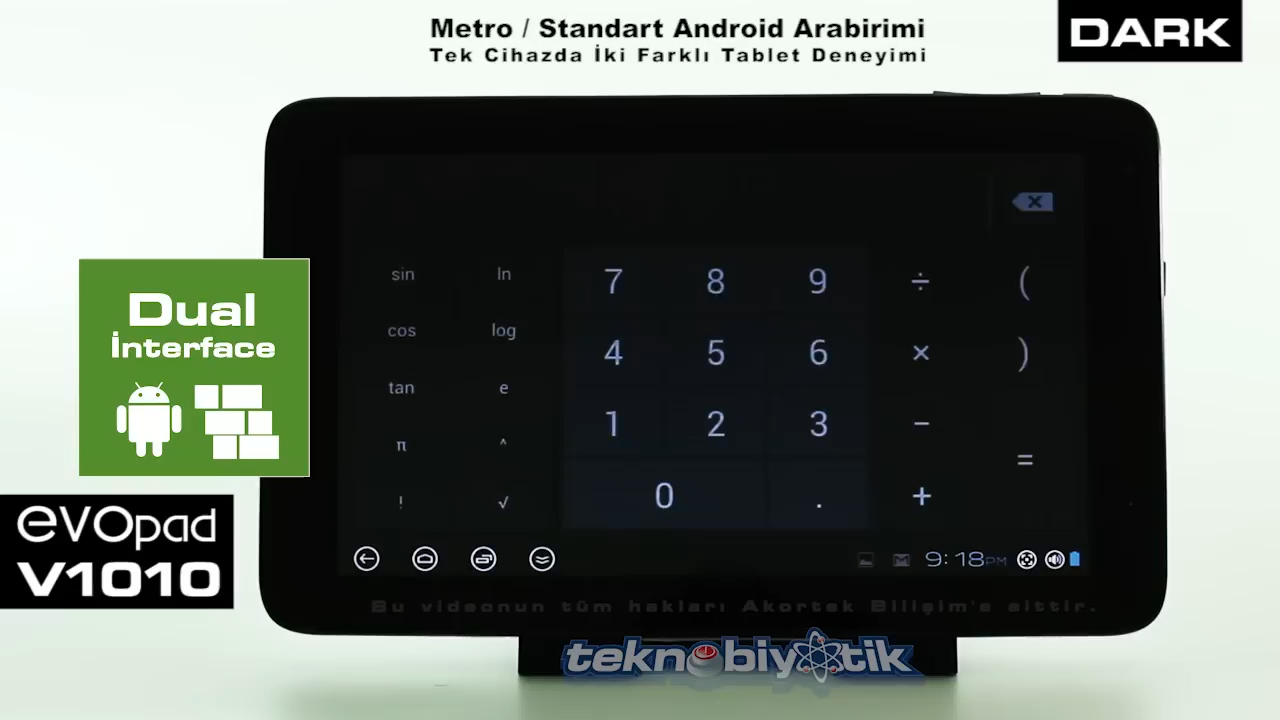 Metro / Standart Android Arabirimi
Tek Cihazda İki Farklı Tablet Deneyimi
DARK
Dual
İnterface
evopad
V1010
sin ln 7 8 9 ÷ (
cos log 4 5 6 × )
tan e 1 2 3 −
π ^ =
! √ 0 . +
9:18PM
Bu videonun tüm hakları Akortek Bilişim'e aittir.
teknobiyotik